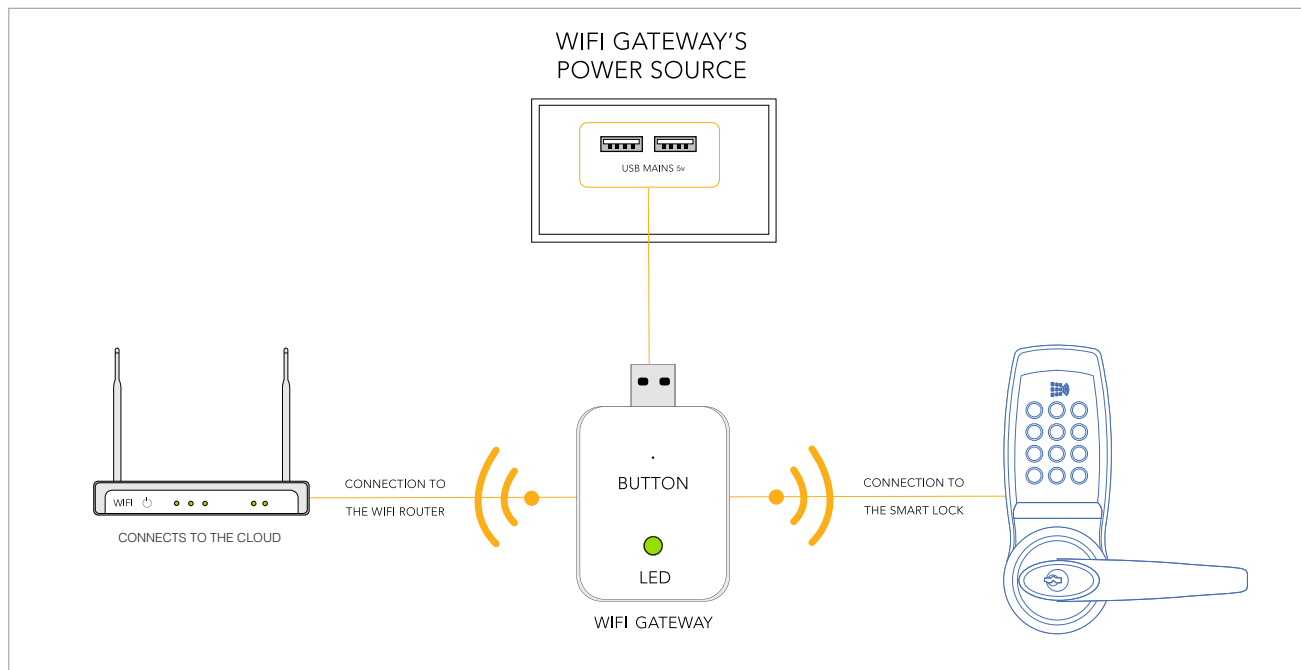 WIFI GATEWAY'S
POWER SOURCE
USB MAINS 5v
CONNECTION TO
THE WIFI ROUTER
WIFI
CONNECTS TO THE CLOUD
BUTTON
LED
WIFI GATEWAY
CONNECTION TO
THE SMART LOCK